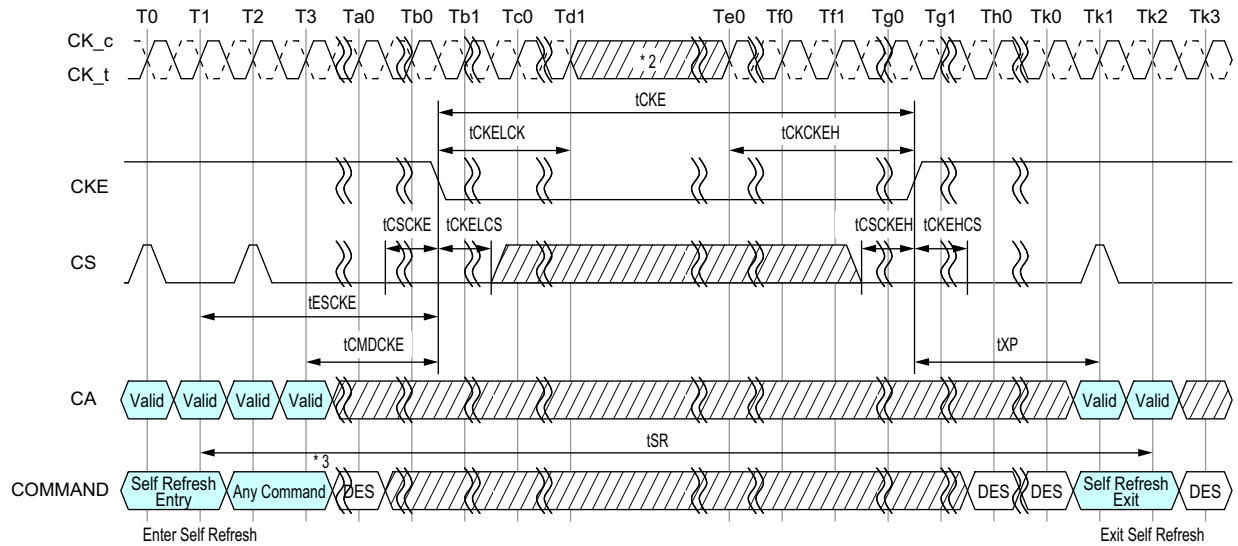 T0 T1 T2 T3 Ta0 Tb0 Tb1 Tc0 Td1 Te0 Tf0 Tf1 Tg0 Tg1 Th0 Tk0 Tk1 Tk2 Tk3
CK_c
CK_t
* 2
tCKE
tCKELCK tCKCKEH
CKE
tCSCKE tCKELCS tCSCKEH tCKEHCS
CS
tESCKE
tCMDCKE tXP
CA Valid Valid Valid Valid Valid Valid
tSR
* 3
COMMAND Self Refresh Entry Any Command DES DES DES Self Refresh Exit DES
Enter Self Refresh Exit Self Refresh